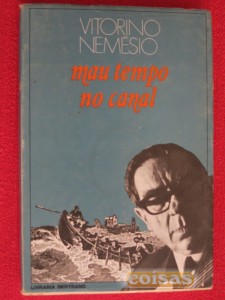 VITORINO
NEMÉSIO
mau tempo
no canal
LIVRARIA BERTRAND
coisas